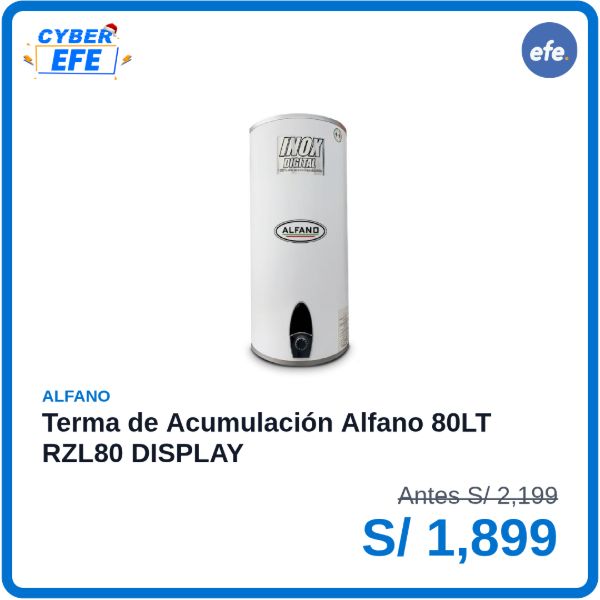 CYBER
EFE
efe.
INOX
DIGITAL
ALFANO
ALFANO
Terma de Acumulación Alfano 80LT
RZL80 DISPLAY
Antes S/ 2,199
S/ 1,899